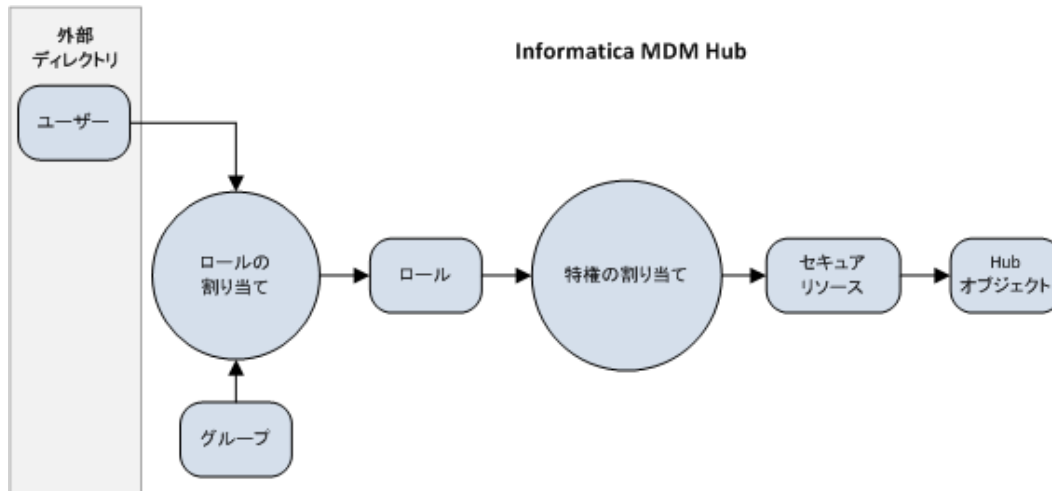 外部
ディレクトリ
Informatica MDM Hub
ユーザー
ロールの
割り当て
ロール
特権の割り当て
セキュア
リソース
Hub
オブジェクト
グループ